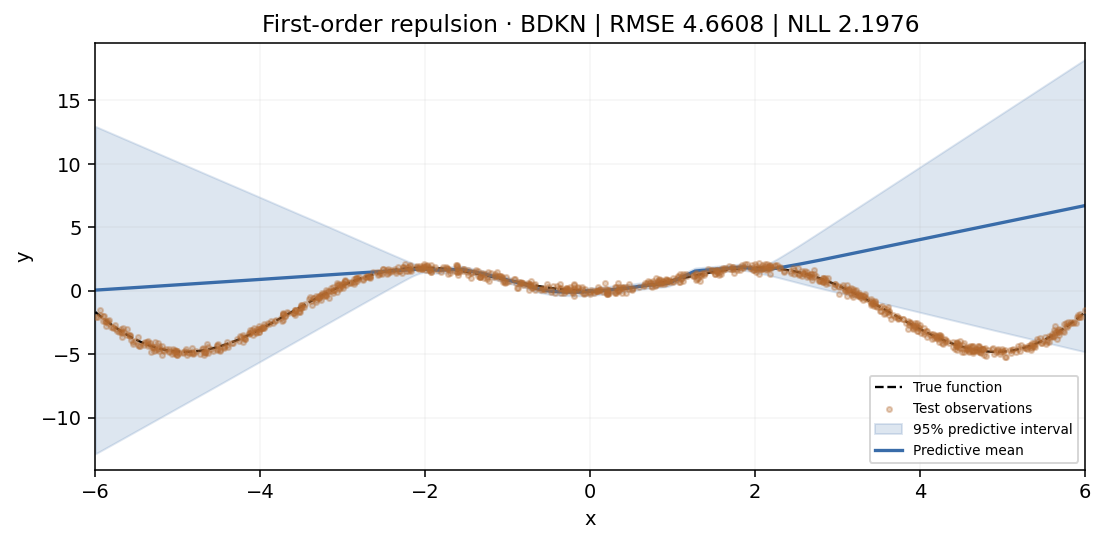 First-order repulsion · BDKN | RMSE 4.6608 | NLL 2.1976
y
15
10
5
0
−5
−10
True function
Test observations
95% predictive interval
Predictive mean
−6
−4
−2
0
2
4
6
x